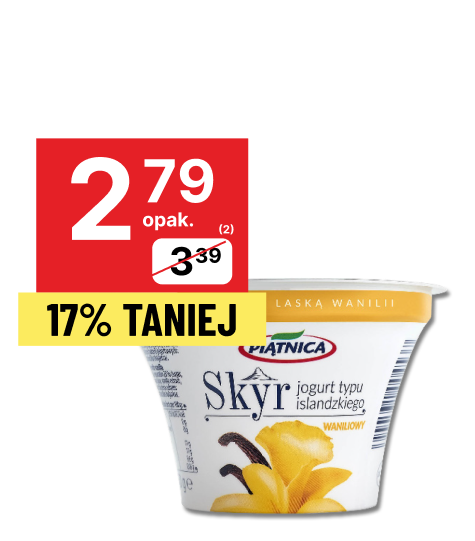 2 79
opak.
(2)
3 39
17% TANIEJ
LASKĄ WANILII
PIĄTNICA
Skyr jogurt typu
islandzkiego
WANILIOWY